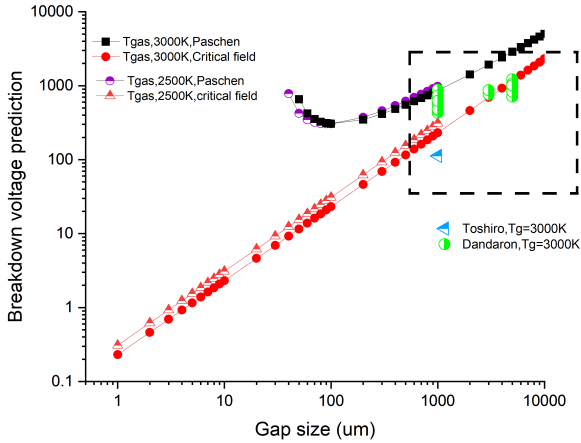 10000
1000
100
10
1
0.1
Breakdown voltage prediction
Tgas,3000K,Paschen
Tgas,3000K,Critical field
Tgas,2500K,Paschen
Tgas,2500K,critical field
Toshiro,Tg=3000K
Dandaron,Tg=3000K
1 10 100 1000 10000
Gap size (um)